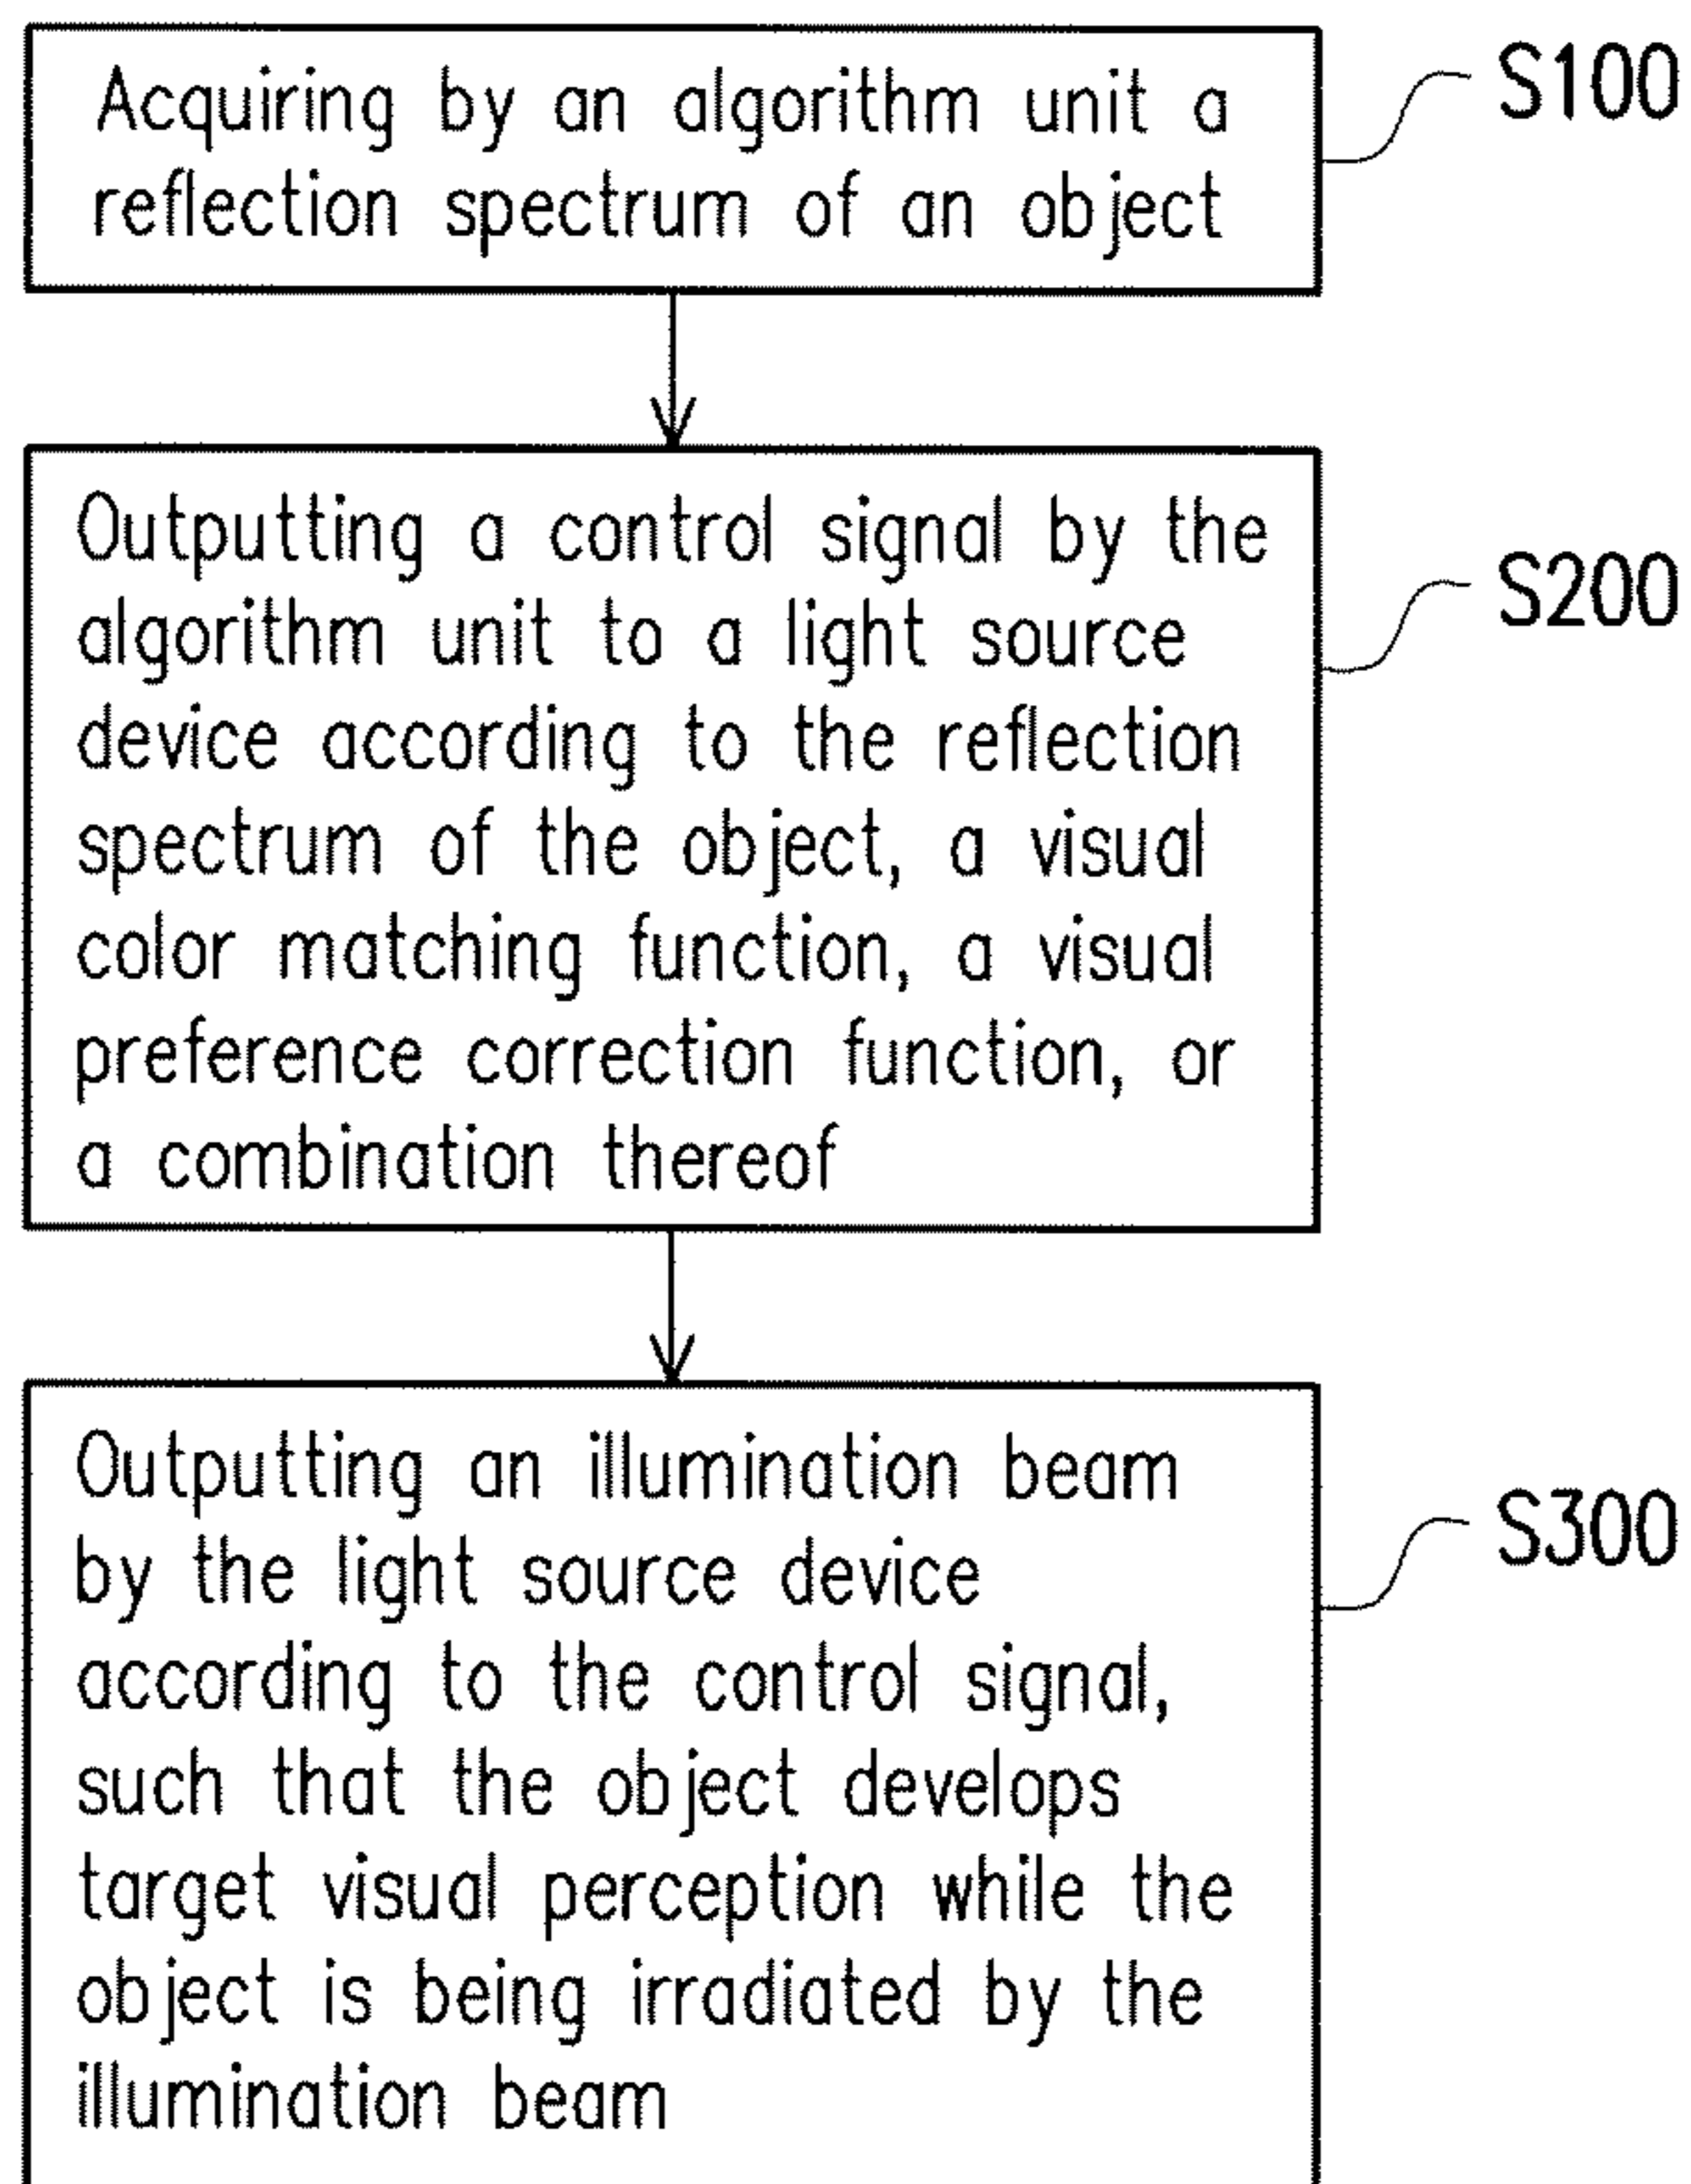 Acquiring by an algorithm unit a
reflection spectrum of an object
S100
Outputting a control signal by the
algorithm unit to a light source
device according to the reflection
spectrum of the object, a visual
color matching function, a visual
preference correction function, or
a combination thereof
S200
Outputting an illumination beam
by the light source device
according to the control signal,
such that the object develops
target visual perception while the
object is being irradiated by the
illumination beam
S300